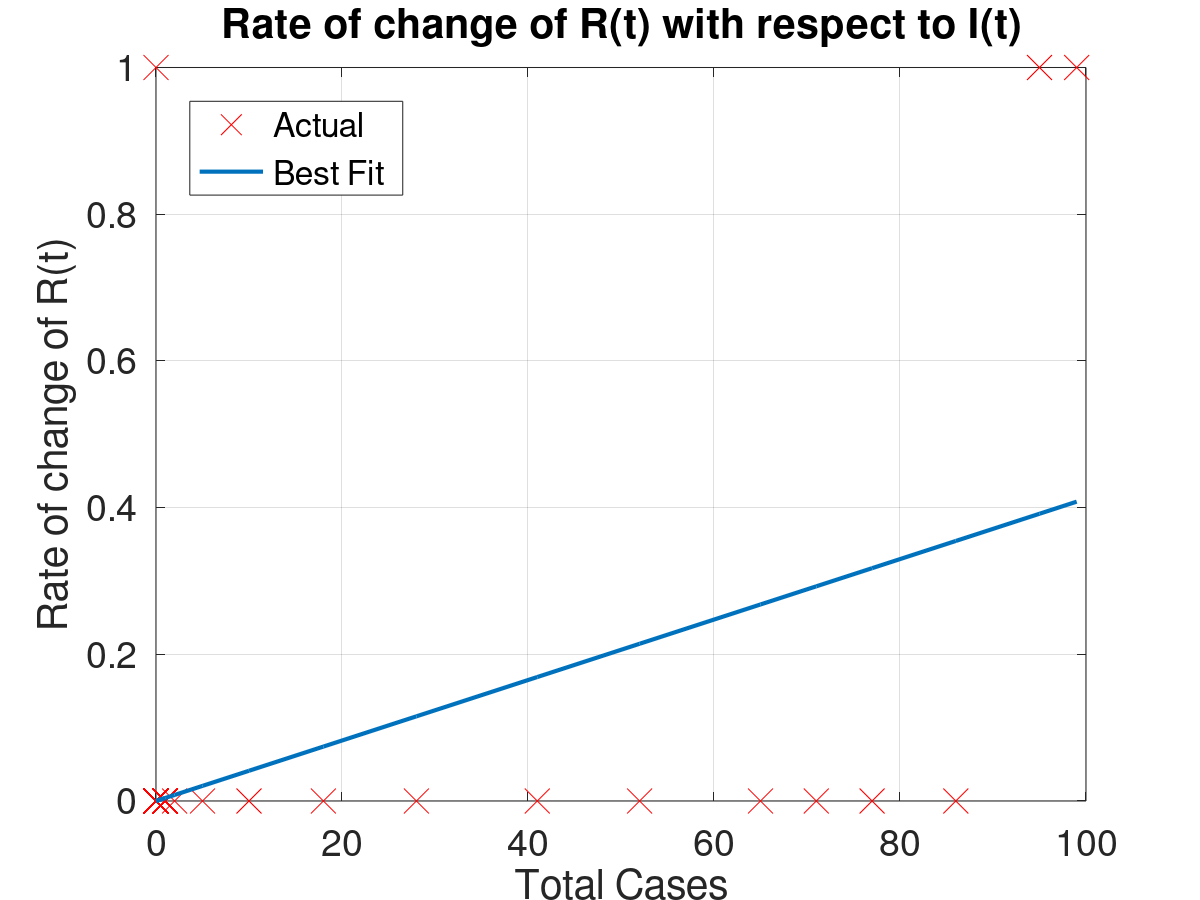 Rate of change of R(t) with respect to I(t)
1
Actual
Best Fit
0.8
0.6
0.4
0.2
0
Rate of change of R(t)
0 20 40 60 80 100
Total Cases